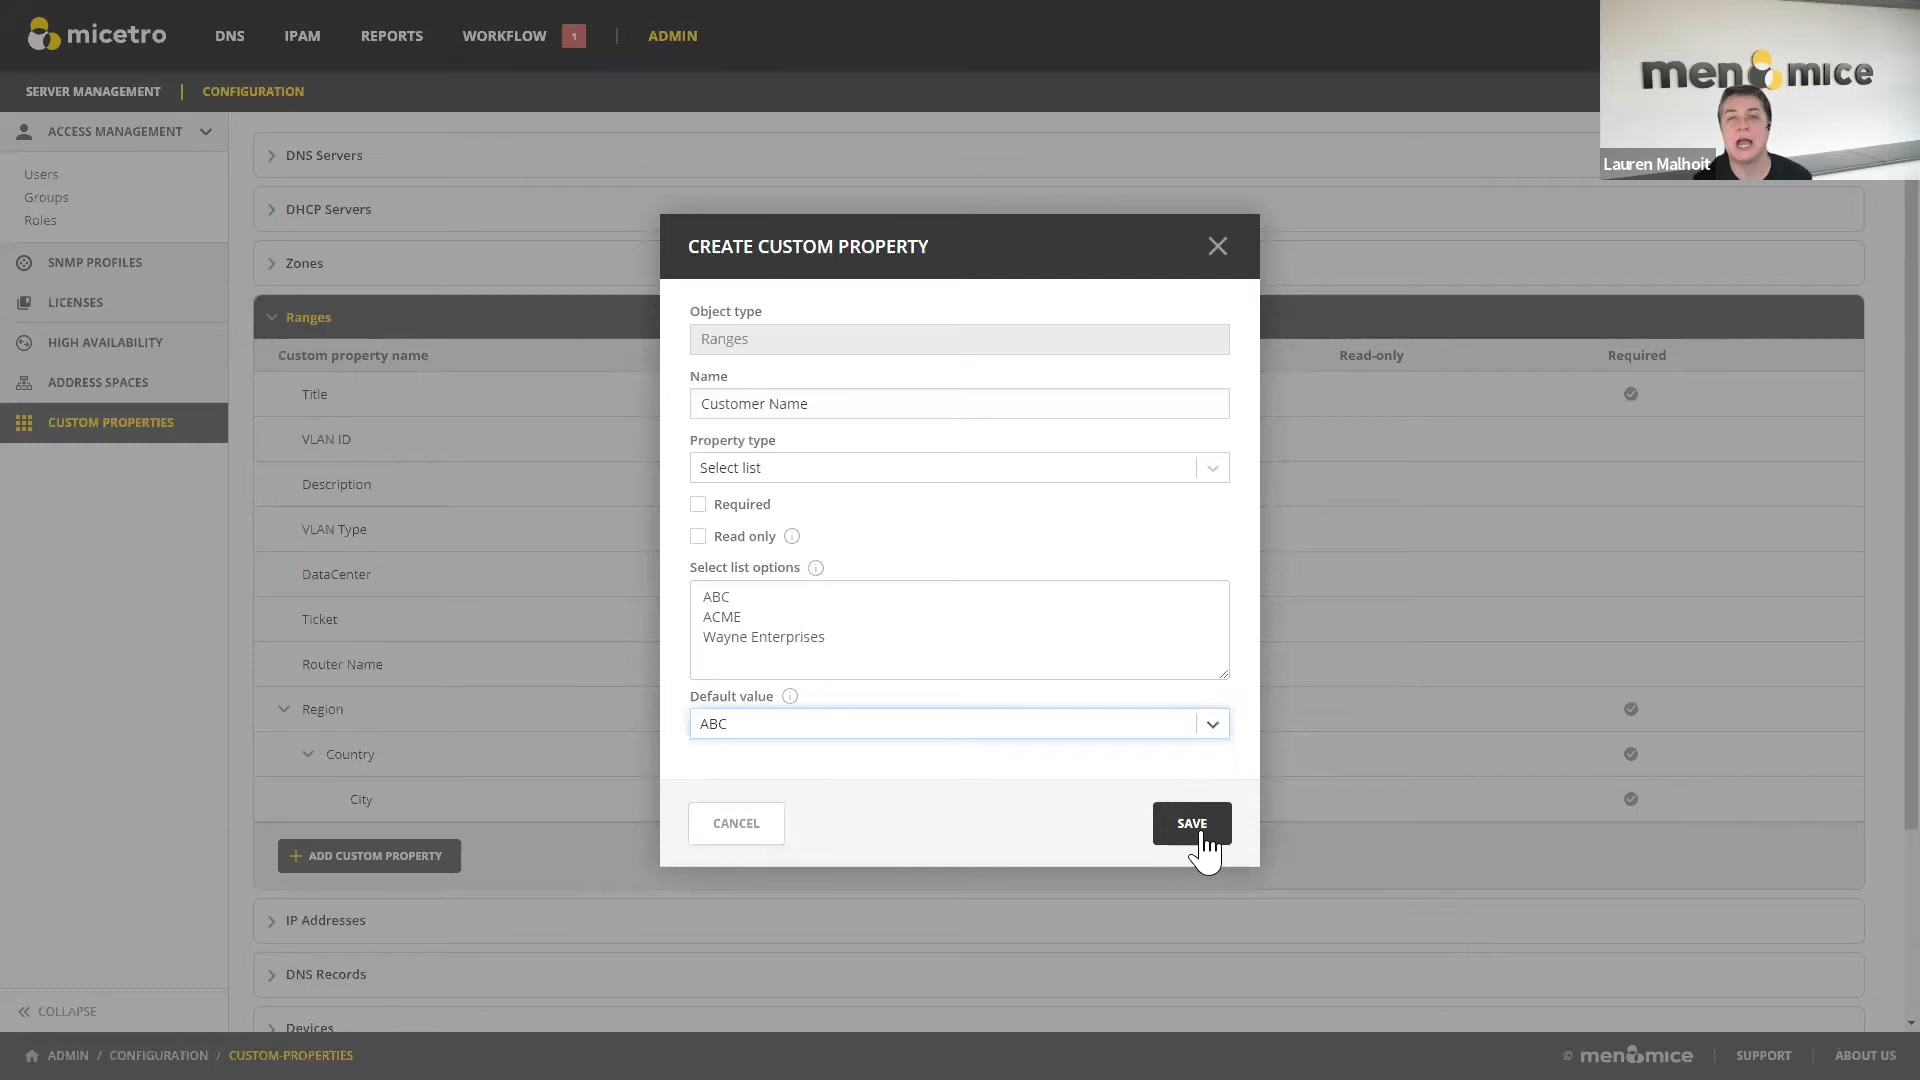 micetro
DNS
IPAM
REPORTS
WORKFLOW
1
ADMIN
men&mice
Lauren Malhoit
SERVER MANAGEMENT
CONFIGURATION
ACCESS MANAGEMENT
Users
Groups
Roles
SNMP PROFILES
LICENSES
HIGH AVAILABILITY
ADDRESS SPACES
CUSTOM PROPERTIES
COLLAPSE
DNS Servers
DHCP Servers
Zones
Ranges
Custom property name
Read-only
Required
Title
VLAN ID
Description
VLAN Type
DataCenter
Ticket
Router Name
Region
Country
City
+ ADD CUSTOM PROPERTY
IP Addresses
DNS Records
Devices
CREATE CUSTOM PROPERTY
Object type
Ranges
Name
Customer Name
Property type
Select list
Required
Read only
Select list options
ABC
ACME
Wayne Enterprises
Default value
ABC
CANCEL
SAVE
ADMIN / CONFIGURATION / CUSTOM-PROPERTIES
© men&mice
SUPPORT
ABOUT US